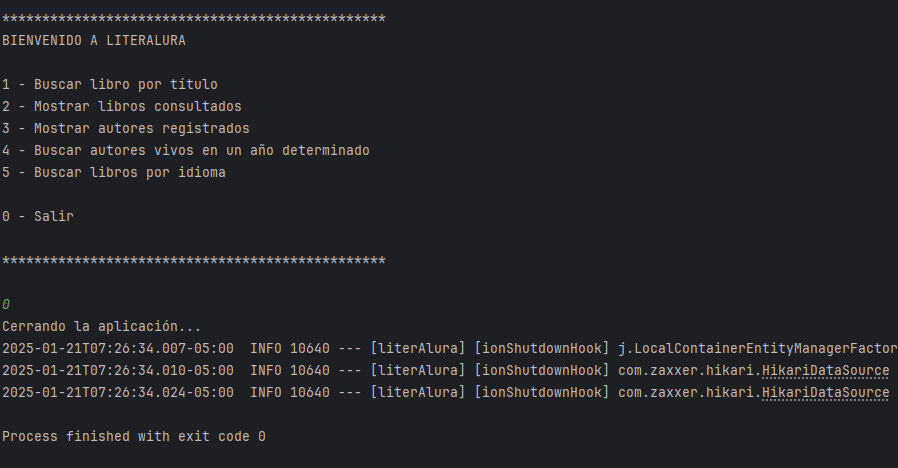 ************************************************
BIENVENIDO A LITERALURA
1 - Buscar libro por título
2 - Mostrar libros consultados
3 - Mostrar autores registrados
4 - Buscar autores vivos en un año determinado
5 - Buscar libros por idioma
0 - Salir
************************************************
0
Cerrando la aplicación...
2025-01-21T07:26:34.007-05:00  INFO 10640 --- [literAlura] [ionShutdownHook] j.LocalContainerEntityManagerFactor
2025-01-21T07:26:34.010-05:00  INFO 10640 --- [literAlura] [ionShutdownHook] com.zaxxer.hikari.HikariDataSource
2025-01-21T07:26:34.024-05:00  INFO 10640 --- [literAlura] [ionShutdownHook] com.zaxxer.hikari.HikariDataSource
Process finished with exit code 0